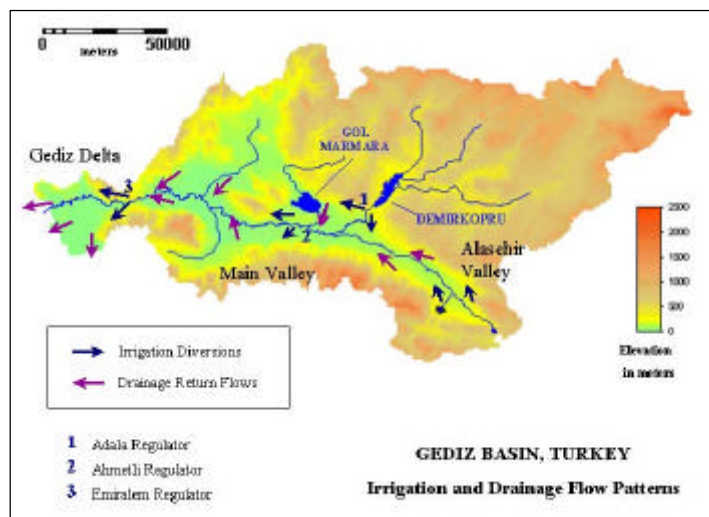 0 50000
meters
Gediz Delta
3
GOL
MARMARA
1
DEMIRKOPRU
2
Main Valley
Alasehir
Valley
2500
2000
1500
1000
500
0
Elevation
in meters
Irrigation Diversions
Drainage Return Flows
1 Adala Regulator
2 Ahmetli Regulator
3 Emiralem Regulator
GEDIZ BASIN, TURKEY
Irrigation and Drainage Flow Patterns